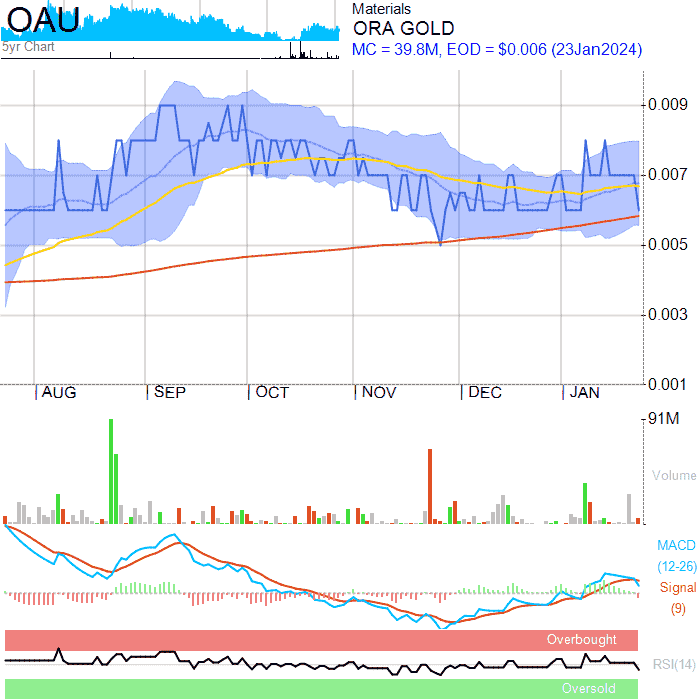 OAU
5yr Chart
Materials
ORA GOLD
MC = 39.8M, EOD = $0.006 (23Jan2024)
0.009
0.007
0.005
0.003
0.001
AUG SEP OCT NOV DEC JAN
91M
Volume
MACD
(12-26)
Signal
(9)
Overbought
RSI(14)
Oversold